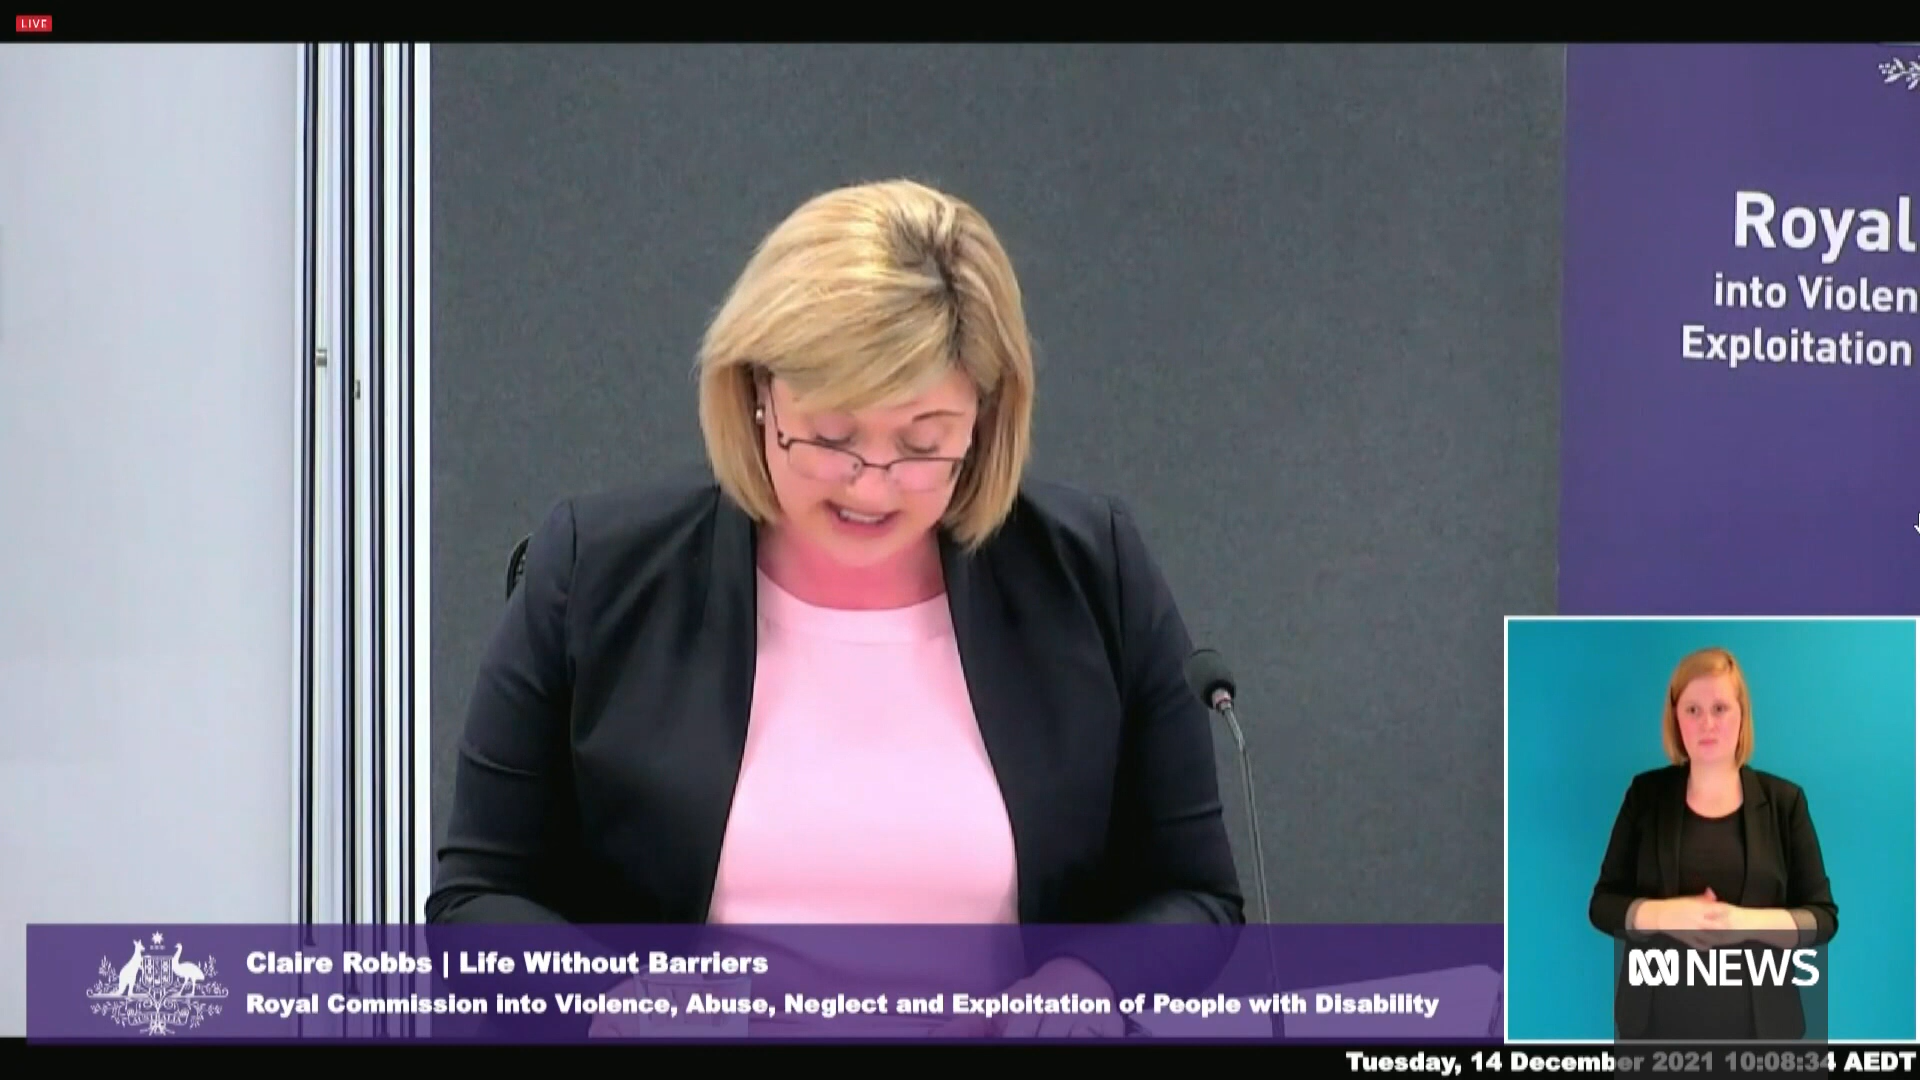 LIVE
Royal
into Violen
Exploitation
Claire Robbs | Life Without Barriers
Royal Commission into Violence, Abuse, Neglect and Exploitation of People with Disability
AUSTRALIA
NEWS
Tuesday, 14 December 2021 10:08:34 AEDT